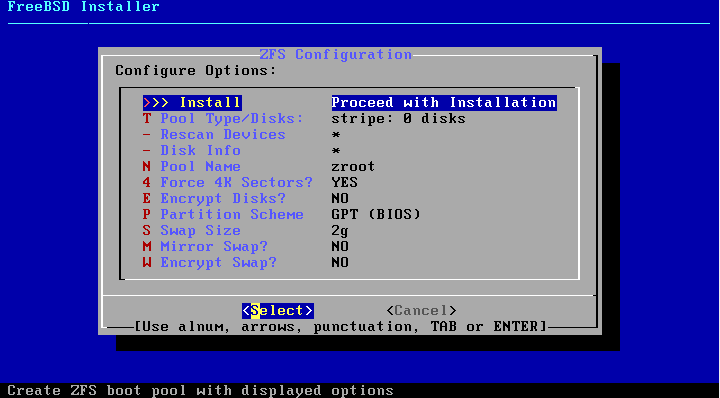 FreeBSD Installer
ZFS Configuration
Configure Options:
>>> Install Proceed with Installation
T Pool Type/Disks: stripe: 0 disks
- Rescan Devices *
- Disk Info *
N Pool Name zroot
4 Force 4K Sectors? YES
E Encrypt Disks? NO
P Partition Scheme GPT (BIOS)
S Swap Size 2g
M Mirror Swap? NO
W Encrypt Swap? NO
<Select> <Cancel>
[Use alnum, arrows, punctuation, TAB or ENTER]
Create ZFS boot pool with displayed options